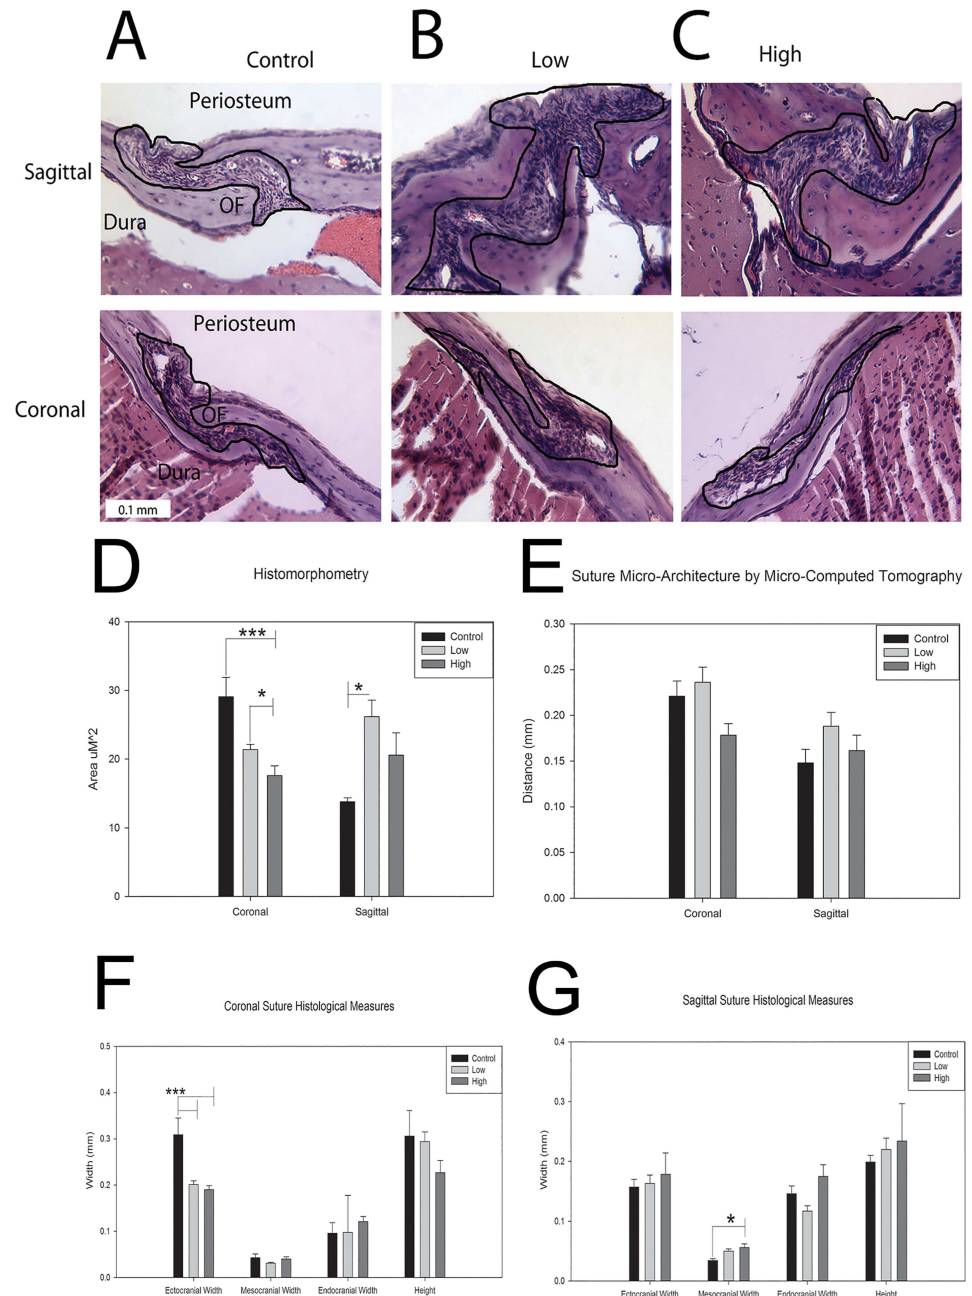 A
B
C
Control
Low
High
Sagittal
Periosteum
OF
Dura
Coronal
Periosteum
OF
Dura
0.1 mm
D
Histomorphometry
Area uM^2
40
30
20
10
0
***
*
*
Control
Low
High
Coronal
Sagittal
E
Suture Micro-Architecture by Micro-Computed Tomography
Distance (mm)
0.30
0.25
0.20
0.15
0.10
0.05
0.00
Control
Low
High
Coronal
Sagittal
F
Coronal Suture Histological Measures
Width (mm)
0.5
0.4
0.3
0.2
0.1
0.0
***
Control
Low
High
Ectocranial Width
Mesocranial Width
Endocranial Width
Height
G
Sagittal Suture Histological Measures
Width (mm)
0.4
0.3
0.2
0.1
0.0
*
Control
Low
High
Ectocranial Width
Mesocranial Width
Endocranial Width
Height